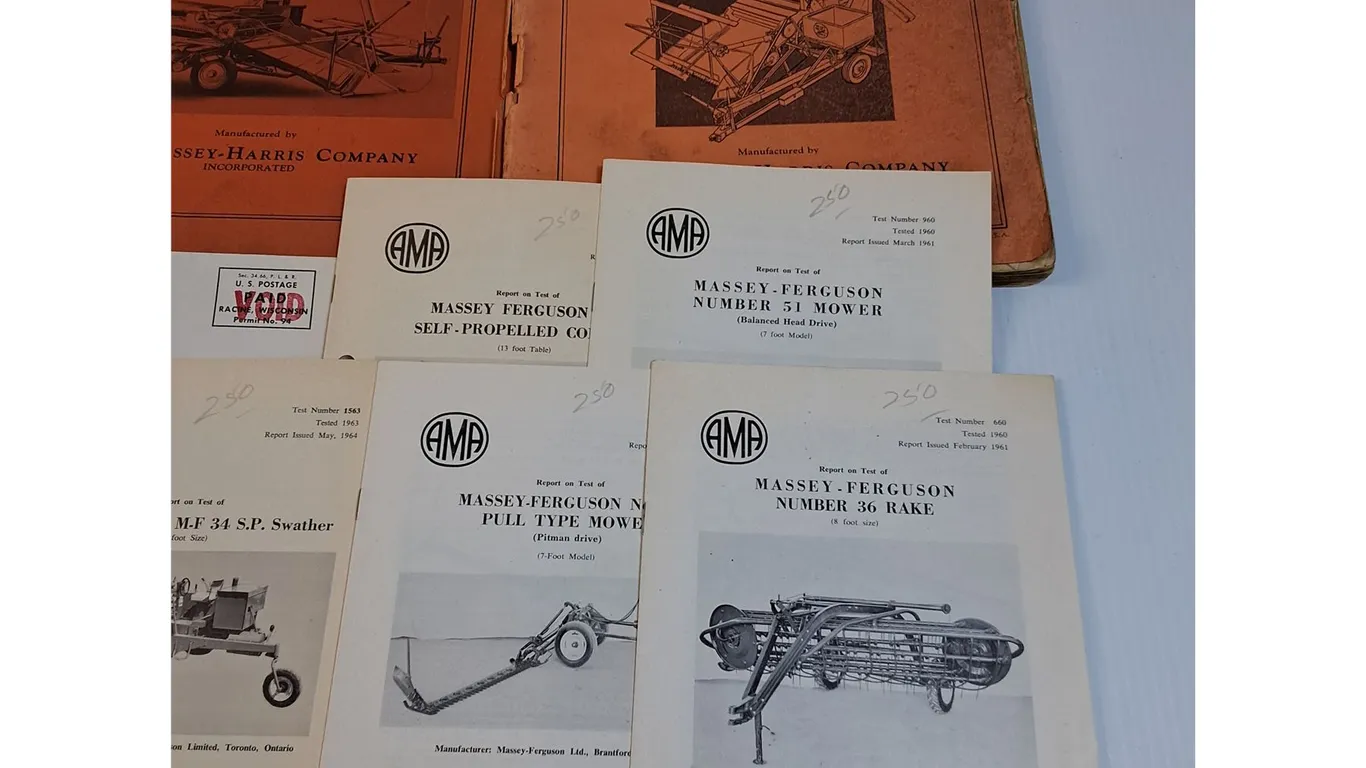 Manufactured by
SSEY-HARRIS COMPANY
INCORPORATED
Manufactured by
COMPANY
S.A.
Sec. 34.66, P. L. & R.
U. S. POSTAGE
PAID
VOID
RACINE, WISCONSIN
Permit No. 94
250
AMA
Report on Test of
MASSEY FERGUSON
SELF-PROPELLED CO
(13 foot Table)
250
AMA
Test Number 960
Tested 1960
Report Issued March 1961
Report on Test of
MASSEY-FERGUSON
NUMBER 51 MOWER
(Balanced Head Drive)
(7 foot Model)
250
Test Number 1563
Tested 1963
Report Issued May, 1964
ort on Test of
M-F 34 S.P. Swather
foot Size)
son Limited, Toronto, Ontario
250
AMA
Repo
Report on Test of
MASSEY-FERGUSON N
PULL TYPE MOWE
(Pitman drive)
(7-Foot Model)
Manufacturer: Massey-Ferguson Ltd., Brantford
250
AMA
Test Number 660
Tested 1960
Report Issued February 1961
Report on Test of
MASSEY-FERGUSON
NUMBER 36 RAKE
(8 foot size)